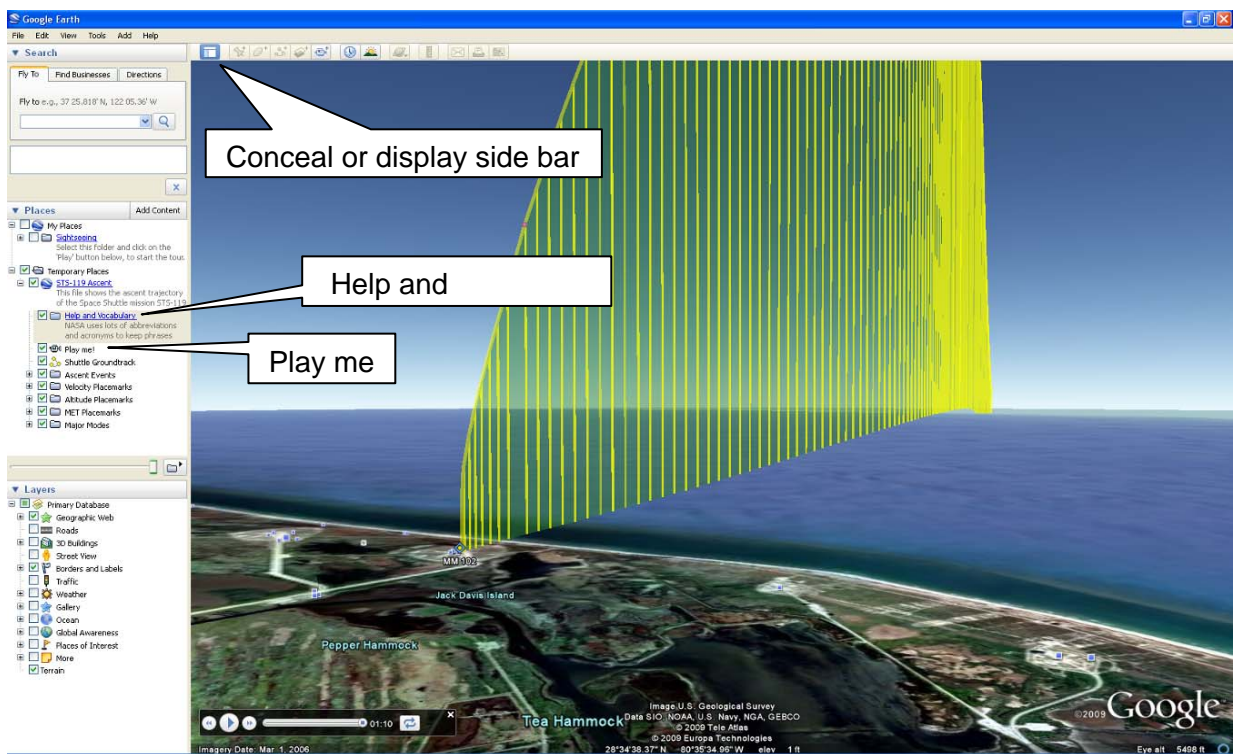 Google Earth
File Edit View Tools Add Help
Search
Fly To Find Businesses Directions
Fly to e.g., 37 25.818' N, 122 05.36' W
Conceal or display side bar
Places Add Content
My Places
Sightseeing
Select this folder and click on the
'Play' button below, to start the tour
Temporary Places
STS-119 Ascent
This file shows the ascent trajectory
of the Space Shuttle mission STS-119
Help and Vocabulary
NASA uses lots of abbreviations
and acronyms to keep phrases
Play me!
Shuttle Groundtrack
Ascent Events
Velocity Placemarks
Altitude Placemarks
MET Placemarks
Major Modes
Help and
Play me
Layers
Primary Database
Geographic Web
Roads
3D Buildings
Street View
Borders and Labels
Traffic
Weather
Gallery
Ocean
Global Awareness
Places of Interest
More
Terrain
MM 102
Jack Davis Island
Pepper Hammock
Tea Hammock
01:10
Image U.S. Geological Survey
Data SIO, NOAA, U.S. Navy, NGA, GEBCO
© 2009 Tele Atlas
© 2009 Europa Technologies
©2009 Google
Imagery Date: Mar 1, 2006
28°34'38.37" N -80°35'34.96" W elev 1 ft
Eye alt 5498 ft